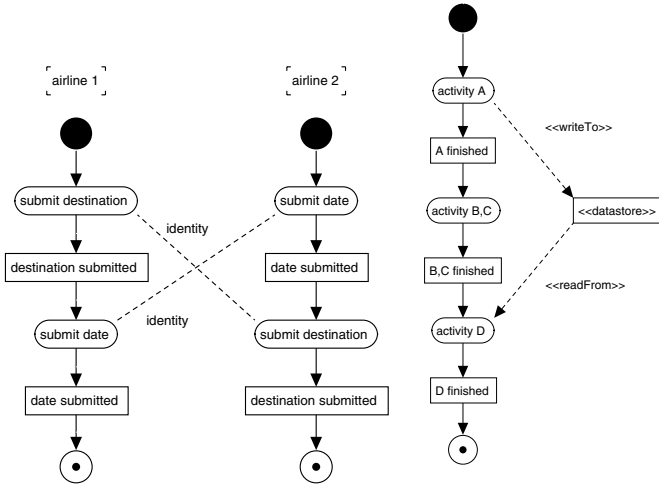 airline 1
airline 2
submit destination
submit date
identity
destination submitted
date submitted
identity
submit date
submit destination
date submitted
destination submitted
activity A
<<writeTo>>
A finished
activity B,C
<<datastore>>
B,C finished
<<readFrom>>
activity D
D finished